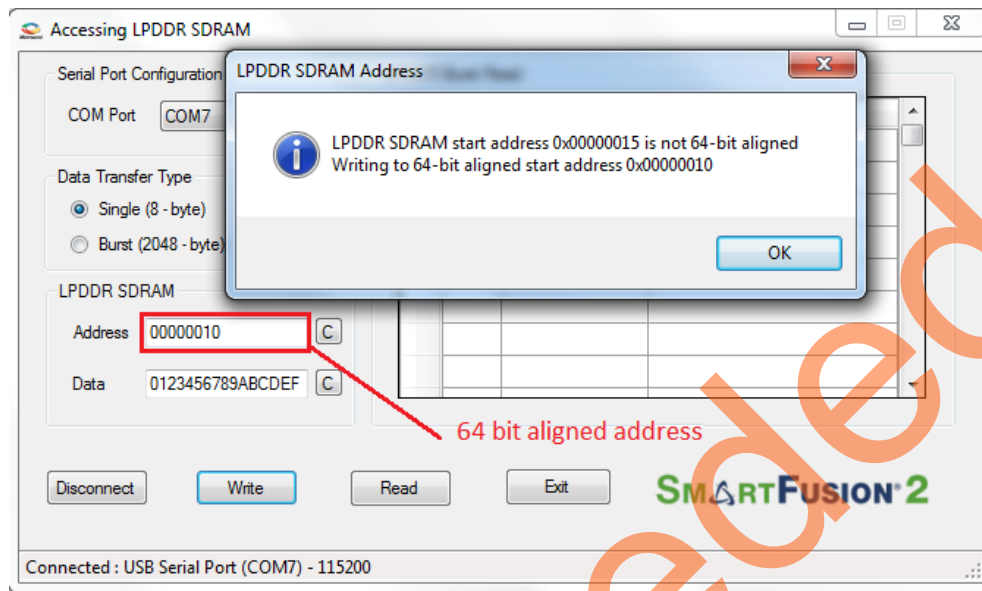 Accessing LPDDR SDRAM
Serial Port Configuration
COM Port COM7
LPDDR SDRAM Address
LPDDR SDRAM start address 0x00000015 is not 64-bit aligned
Writing to 64-bit aligned start address 0x00000010
OK
Data Transfer Type
Single (8 - byte)
Burst (2048 - byte)
LPDDR SDRAM
Address 00000010 C
Data 0123456789ABCDEF C
64 bit aligned address
Disconnect Write Read Exit SMARTFUSION® 2
Connected : USB Serial Port (COM7) - 115200